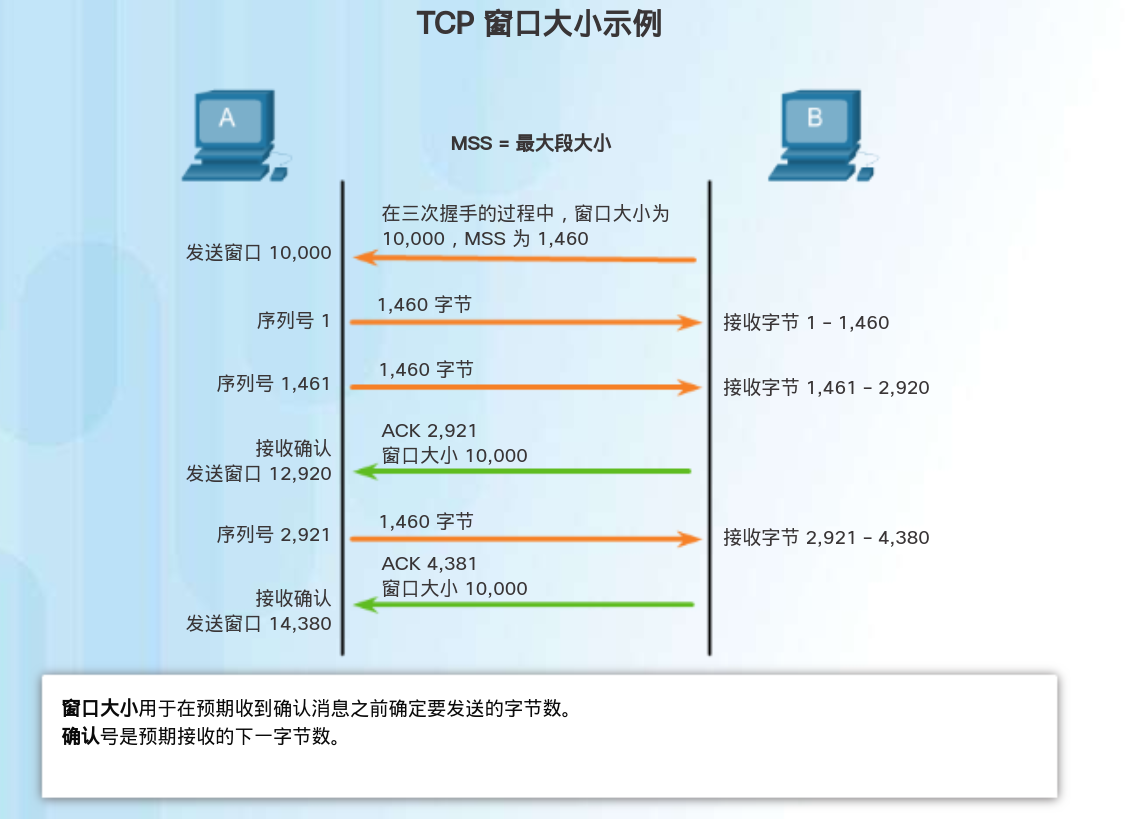 TCP 窗口大小示例
A
B
MSS = 最大段大小
在三次握手的过程中，窗口大小为
10,000，MSS 为 1,460
发送窗口 10,000
1,460 字节
序列号 1
接收字节 1 – 1,460
1,460 字节
序列号 1,461
接收字节 1,461 – 2,920
ACK 2,921
窗口大小 10,000
接收确认
发送窗口 12,920
1,460 字节
序列号 2,921
接收字节 2,921 – 4,380
ACK 4,381
窗口大小 10,000
接收确认
发送窗口 14,380
窗口大小用于在预期收到确认消息之前确定要发送的字节数。
确认号是预期接收的下一字节数。